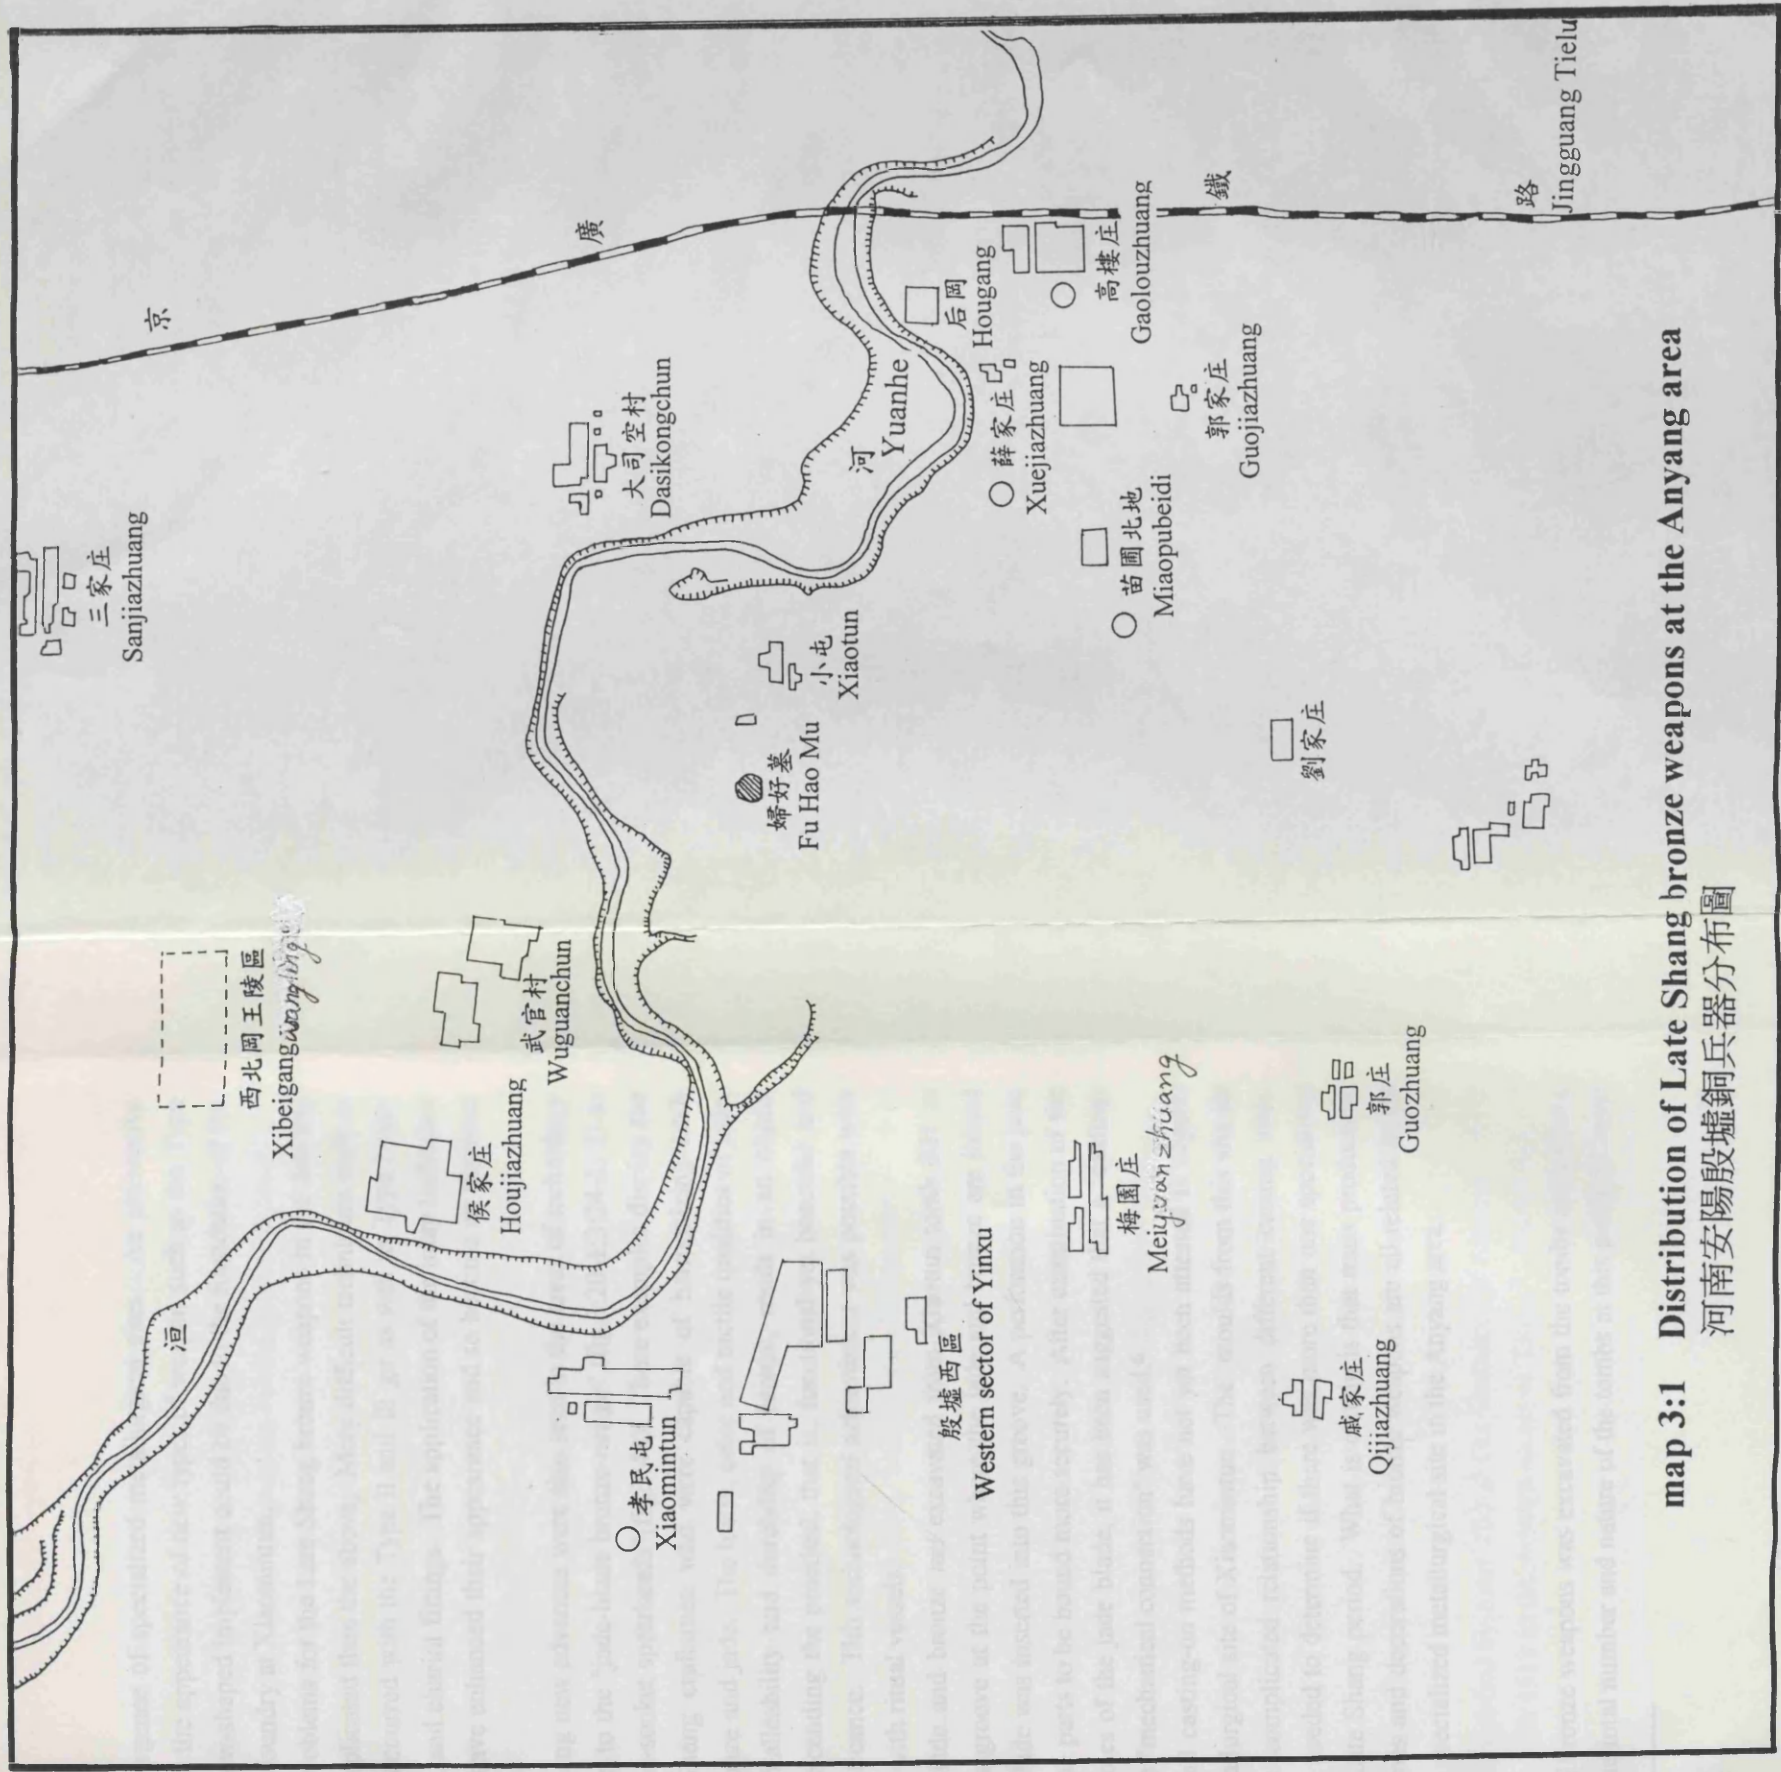 三家庄
Sanjiazhuang
京
洹
西北岡王陵區
Xibeigangwangling
侯家庄
Houjiazhuang
武官村
Wuguanchun
大司空村
Dasikongchun
廣
孝民屯
Xiaomintun
婦好墓
Fu Hao Mu
小屯
Xiaotun
河
Yuanhe
殷墟西區
Western sector of Yinxu
后岡
Hougang
薛家庄
Xuejiazhuang
高樓庄
Gaolouzhuang
梅園庄
Meiyuanzhuang
苗圃北地
Miaopubeidi
郭家庄
Guojiazhuang
鐵
劉家庄
戚家庄
Qijiazhuang
郭庄
Guozhuang
路
Jingguang Tielu
map 3:1 Distribution of Late Shang bronze weapons at the Anyang area
河南安陽殷墟銅兵器分布圖